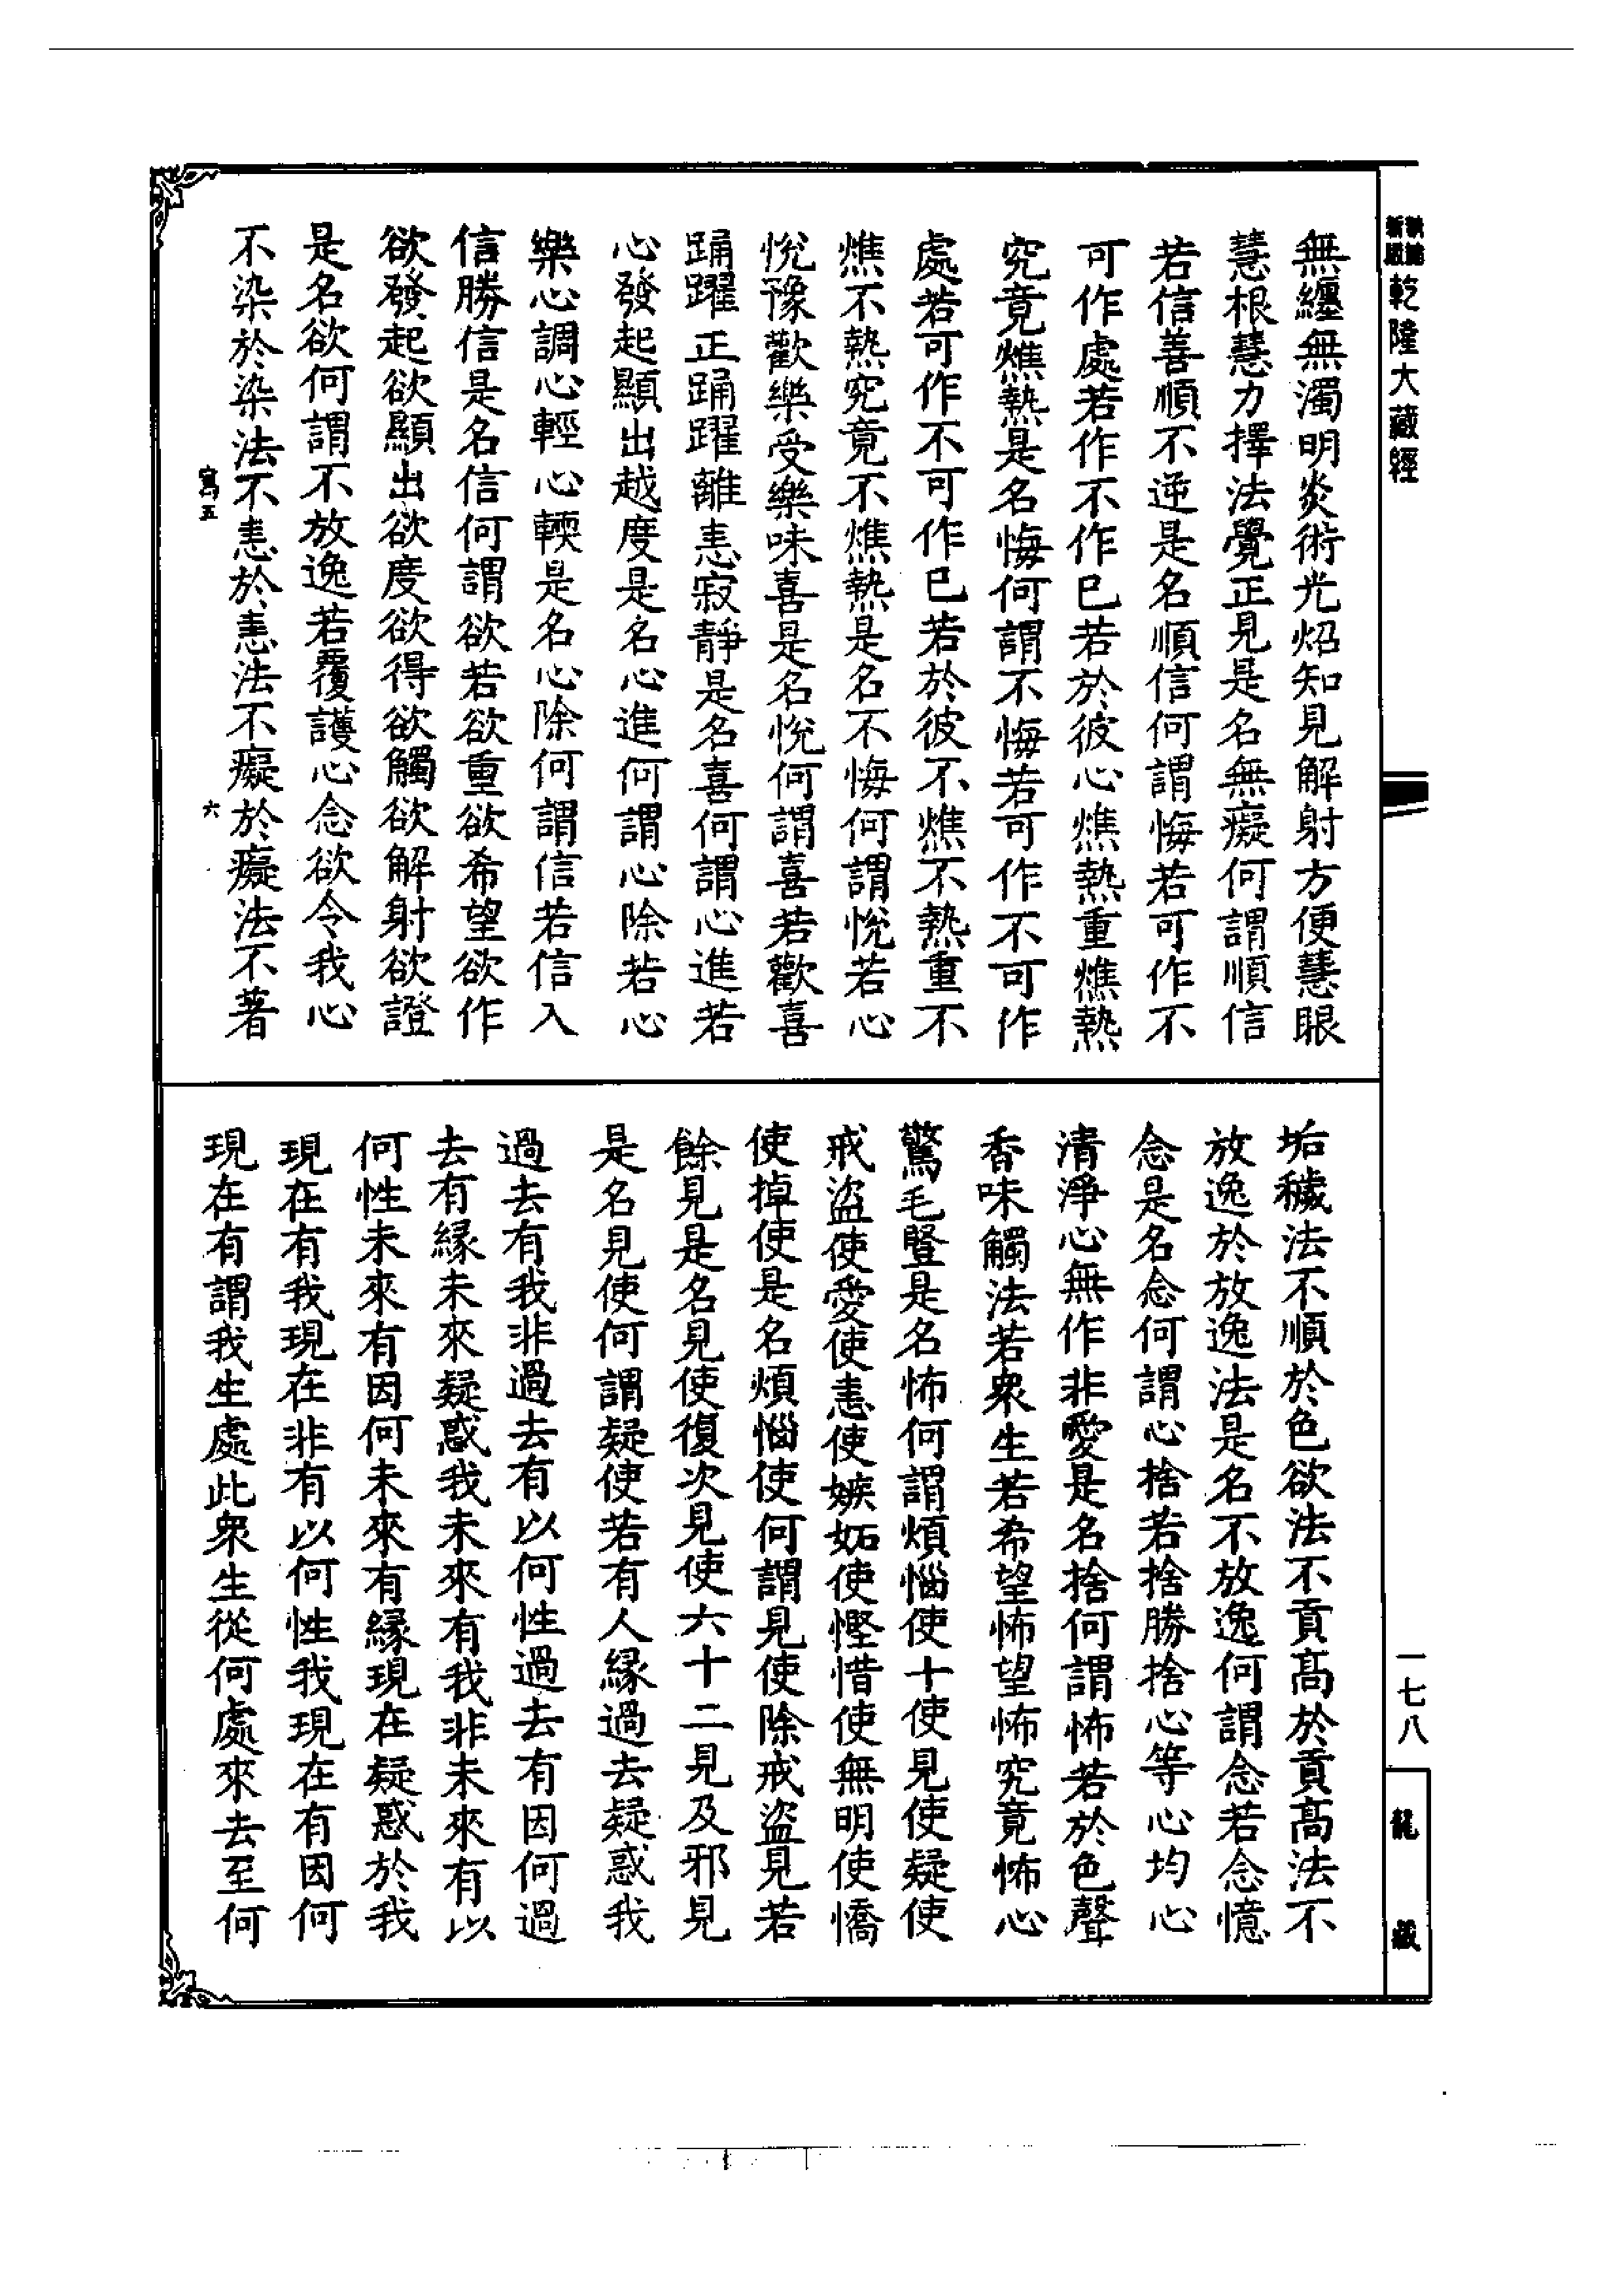 乾隆大藏經
無纏無濁明炎術光焰知見解射方便慧眼
慧根慧力擇法覺正見是名無癡何謂順信
若信善順不逆是名順信何謂悔若可作不
可作處若作不作已若於彼心燋熱重燋熱
究竟燋熱是名悔何謂不悔若可作不可作
處若可作不可作已若於彼不燋不熱重不
燋不熱究竟不燋熱是名不悔何謂悅若心
悅豫歡樂受樂味喜是名悅何謂喜若歡喜
踊躍正踊躍離恚寂靜是名喜何謂心進若
心發起顯出越度是名心進何謂心除若心
樂心調心輕心輭是名心除何謂信若信入
信勝信是名信何謂欲若欲重欲希望欲作
欲發起欲顯出欲度欲得欲觸欲解射欲證
是名欲何謂不放逸若覆護心念欲令我心
不染於染法不恚於恚法不癡於癡法不著
五
六
垢穢法不順於色欲法不貢高於貢高法不
放逸於放逸法是名不放逸何謂念若念憶
念是名念何謂心捨若捨勝捨心等心均心
清淨心無作非愛是名捨何謂怖若於色聲
香味觸法若衆生若希望怖望怖究竟怖心
驚毛豎是名怖何謂煩惱使十使見使疑使
戒盜使愛使恚使嫉妬使慳惜使無明使憍
使掉使是名煩惱使何謂見使除戒盜見若
餘見是名見使復次見使六十二見及邪見
是名見使何謂疑使若有人緣過去疑惑我
過去有我非過去有以何性過去有因何過
去有緣未來疑惑我未來有我非未來有以
何性未來有因何未來有緣現在疑惑於我
現在有我現在非有以何性我現在有因何
現在有謂我生處此衆生從何處來去至何
一七八
龍藏